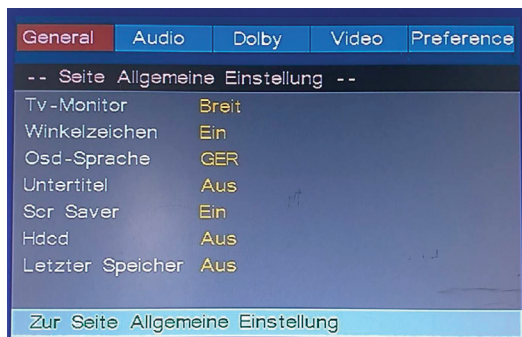 General Audio Dolby Video Preference
-- Seite Allgemeine Einstellung --
Tv-Monitor Breit
Winkelzeichen Ein
Osd-Sprache GER
Untertitel Aus
Scr Saver Ein
Hdcd Aus
Letzter Speicher Aus
Zur Seite Allgemeine Einstellung